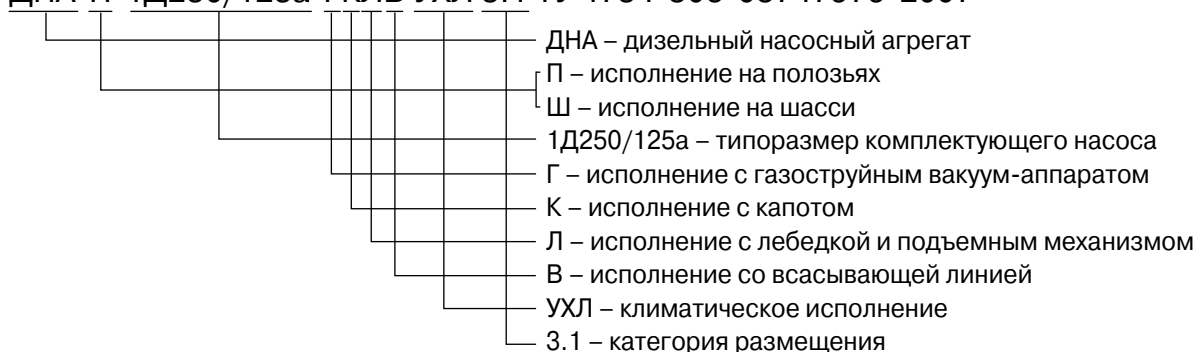 ДНА – дизельный насосный агрегат
П – исполнение на полозьях
Ш – исполнение на шасси
1Д250/125а – типоразмер комплектующего насоса
Г – исполнение с газоструйным вакуум-аппаратом
К – исполнение с капотом
Л – исполнение с лебедкой и подъемным механизмом
В – исполнение со всасывающей линией
УХЛ – климатическое исполнение
3.1 – категория размещения